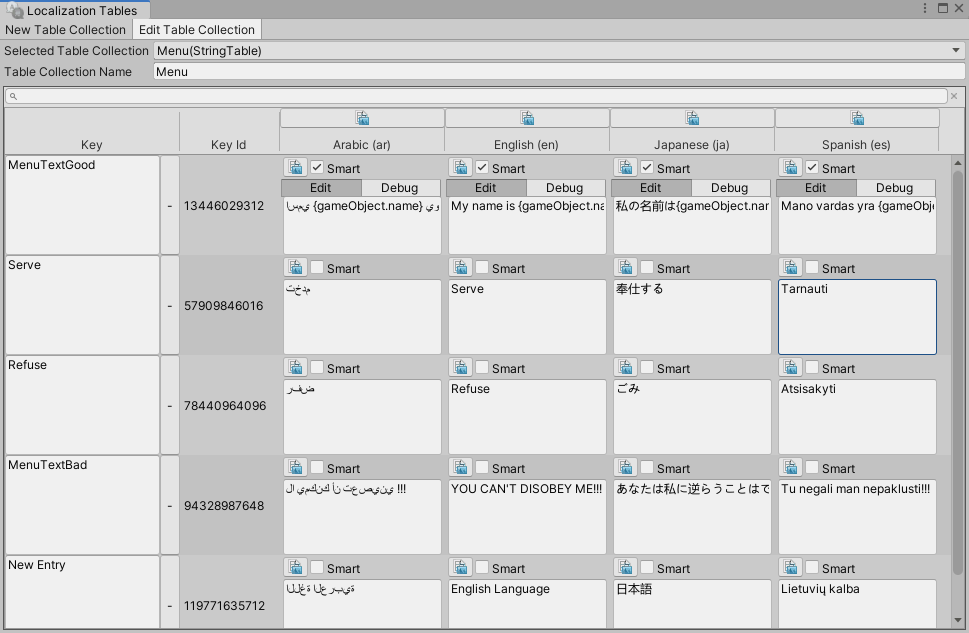 Localization Tables
New Table Collection Edit Table Collection
Selected Table Collection Menu(StringTable)
Table Collection Name Menu
Key Key Id Arabic (ar) English (en) Japanese (ja) Spanish (es)
MenuTextGood Smart Smart Smart Smart
Edit Debug Edit Debug Edit Debug Edit Debug
- 13446029312 اسمي {gameObject.name} My name is {gameObject.na 私の名前は{gameObject.nar Mano vardas yra {gameObj
Serve Smart Smart Smart Smart
- 57909846016 تخدم Serve 奉仕する Tarnauti
Refuse Smart Smart Smart Smart
- 78440964096 رفض Refuse ごみ Atsisakyti
MenuTextBad Smart Smart Smart Smart
- 94328987648 لا يمكنك أن تعصيني !!! YOU CAN'T DISOBEY ME!!! あなたは私に逆らうことはで Tu negali man nepaklusti!!!
New Entry Smart Smart Smart Smart
- 119771635712 اللغة العربية English Language 日本語 Lietuvių kalba